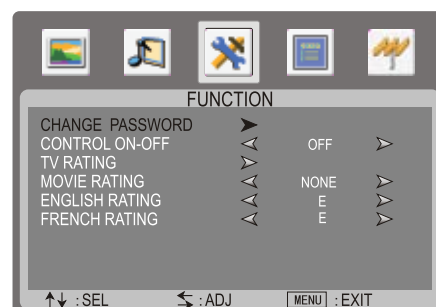 FUNCTION
CHANGE PASSWORD
CONTROL ON-OFF OFF
TV RATING
MOVIE RATING NONE
ENGLISH RATING E
FRENCH RATING E
: SEL : ADJ MENU : EXIT